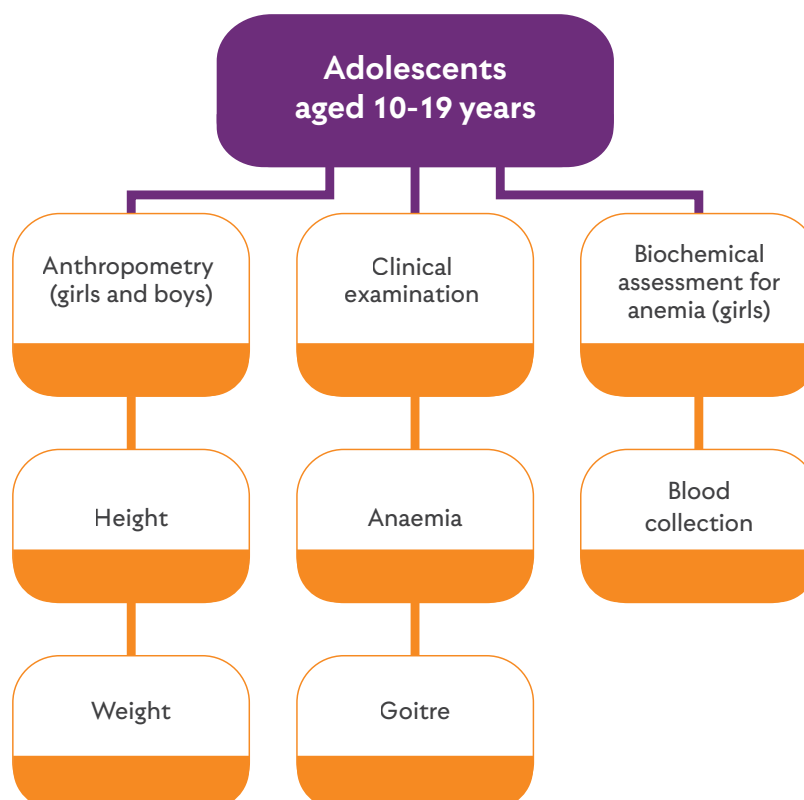 Adolescents
aged 10-19 years
Anthropometry
(girls and boys)
Clinical
examination
Biochemical
assessment for
anemia (girls)
Height
Anaemia
Blood
collection
Weight
Goitre